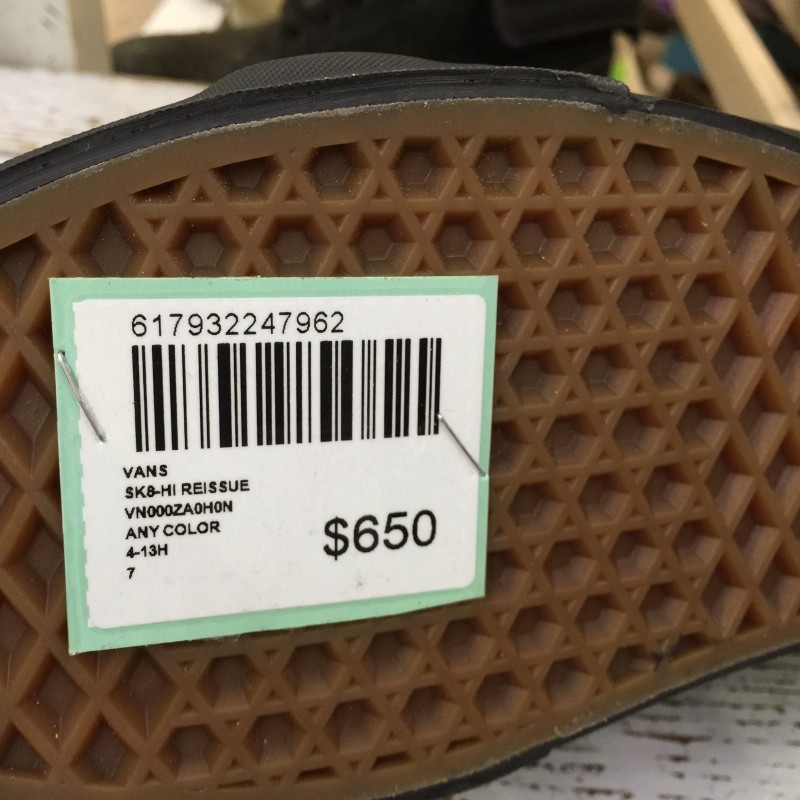 617932247962
VANS
SK8-HI REISSUE
VN000ZA0H0N
ANY COLOR
4-13H
7
$650